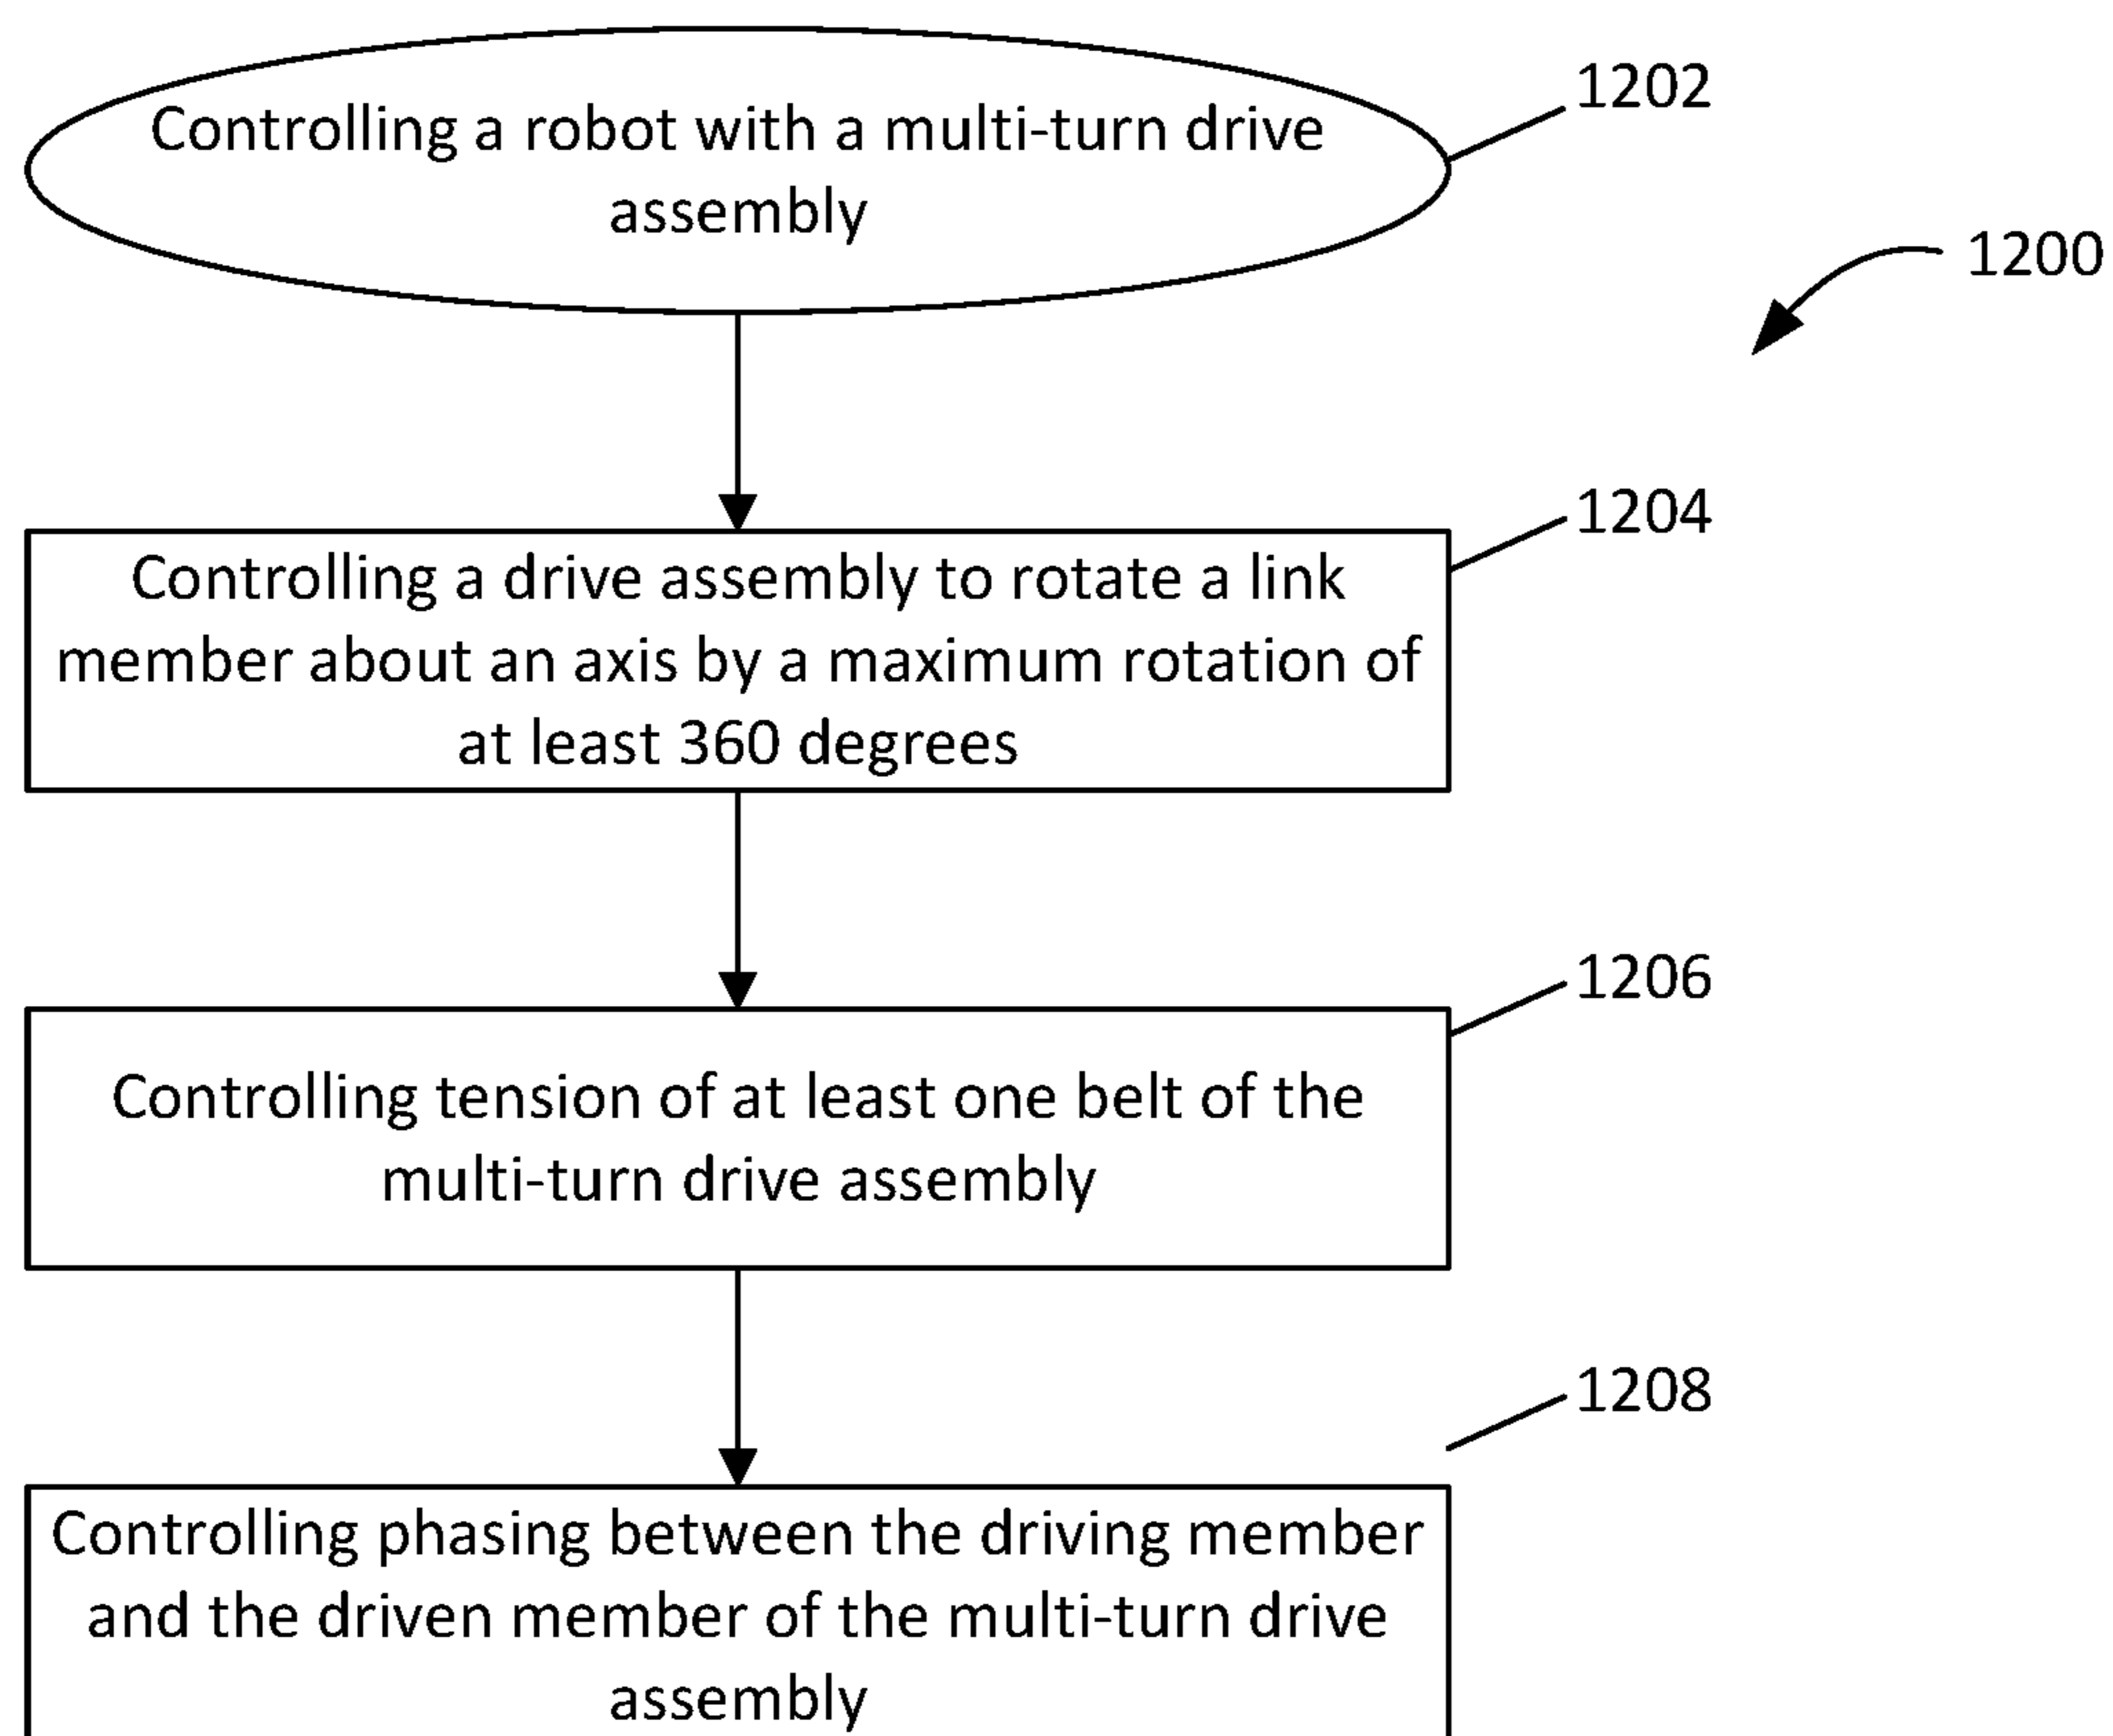 Controlling a robot with a multi-turn drive
assembly
1202
1200
Controlling a drive assembly to rotate a link
member about an axis by a maximum rotation of
at least 360 degrees
1204
Controlling tension of at least one belt of the
multi-turn drive assembly
1206
Controlling phasing between the driving member
and the driven member of the multi-turn drive
assembly
1208